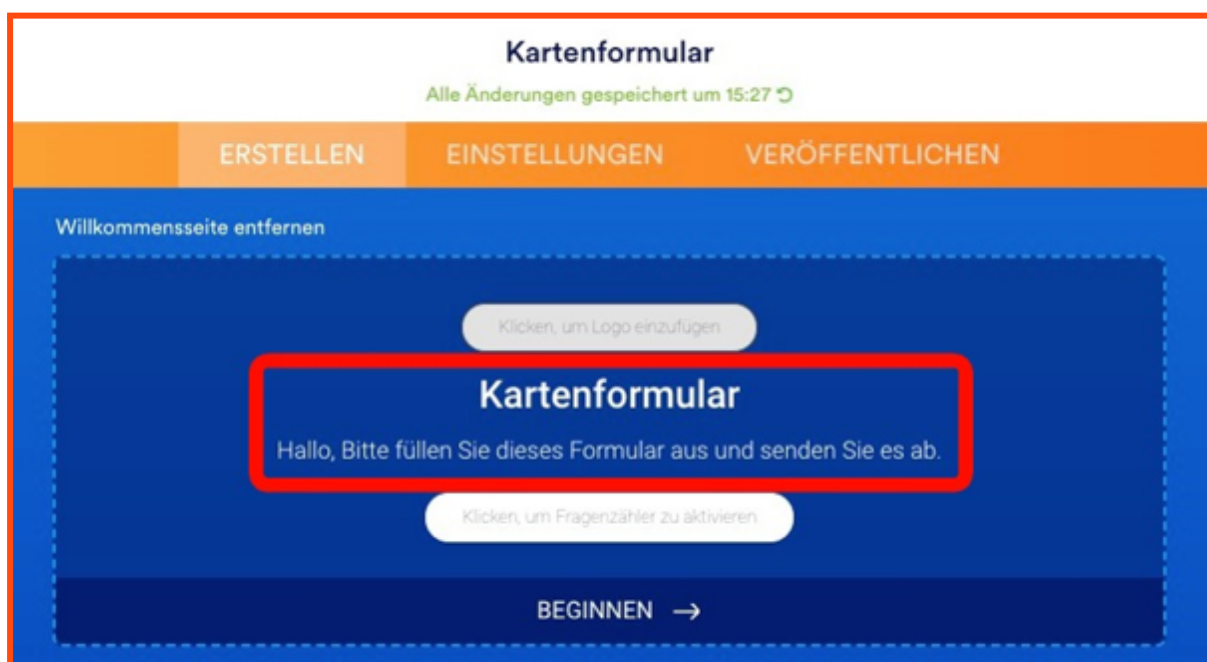 Kartenformular
Alle Änderungen gespeichert um 15:27
ERSTELLEN EINSTELLUNGEN VERÖFFENTLICHEN
Willkommensseite entfernen
Klicken, um Logo einzufügen
Kartenformular
Hallo, Bitte füllen Sie dieses Formular aus und senden Sie es ab.
Klicken, um Fragenzähler zu aktivieren
BEGINNEN →